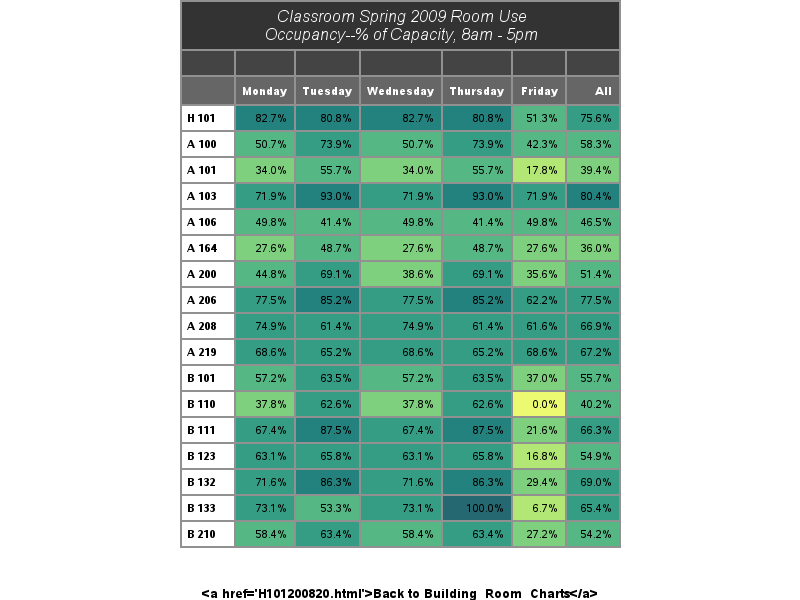 Classroom Spring 2009 Room Use
Occupancy--% of Capacity, 8am - 5pm
Monday Tuesday Wednesday Thursday Friday All
H 101 82.7% 80.8% 82.7% 80.8% 51.3% 75.6%
A 100 50.7% 73.9% 50.7% 73.9% 42.3% 58.3%
A 101 34.0% 55.7% 34.0% 55.7% 17.8% 39.4%
A 103 71.9% 93.0% 71.9% 93.0% 71.9% 80.4%
A 106 49.8% 41.4% 49.8% 41.4% 49.8% 46.5%
A 164 27.6% 48.7% 27.6% 48.7% 27.6% 36.0%
A 200 44.8% 69.1% 38.6% 69.1% 35.6% 51.4%
A 206 77.5% 85.2% 77.5% 85.2% 62.2% 77.5%
A 208 74.9% 61.4% 74.9% 61.4% 61.6% 66.9%
A 219 68.6% 65.2% 68.6% 65.2% 68.6% 67.2%
B 101 57.2% 63.5% 57.2% 63.5% 37.0% 55.7%
B 110 37.8% 62.6% 37.8% 62.6% 0.0% 40.2%
B 111 67.4% 87.5% 67.4% 87.5% 21.6% 66.3%
B 123 63.1% 65.8% 63.1% 65.8% 16.8% 54.9%
B 132 71.6% 86.3% 71.6% 86.3% 29.4% 69.0%
B 133 73.1% 53.3% 73.1% 100.0% 6.7% 65.4%
B 210 58.4% 63.4% 58.4% 63.4% 27.2% 54.2%
<a href='H101200820.html'>Back to Building_Room_Charts</a>